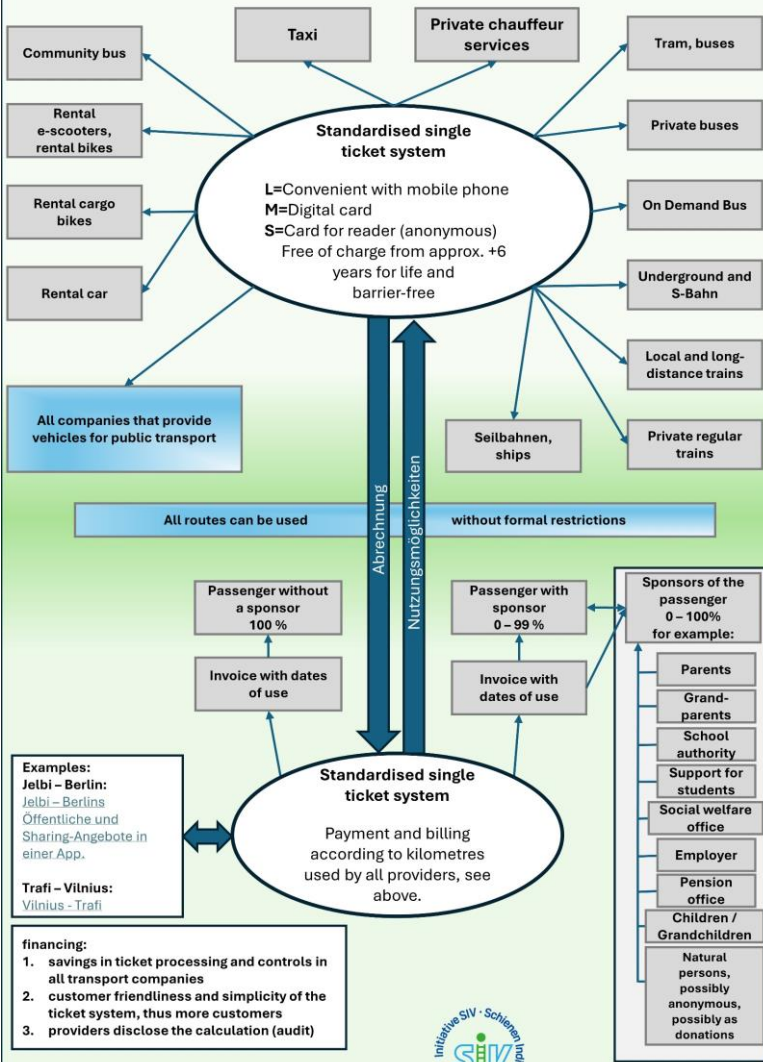 Taxi
Private chauffeur
services
Community bus
Tram, buses
Rental
e-scooters,
rental bikes
Private buses
Rental cargo
bikes
On Demand Bus
Rental car
Underground and
S-Bahn
Local and long-
distance trains
Private regular
trains
Seilbahnen,
ships
All companies that provide
vehicles for public transport
Standardised single
ticket system
L=Convenient with mobile phone
M=Digital card
S=Card for reader (anonymous)
Free of charge from approx. +6
years for life and
barrier-free
Abrechnung
Nutzungsmöglichkeiten
All routes can be used
without formal restrictions
Passenger without
a sponsor
100 %
Invoice with dates
of use
Passenger with
sponsor
0 – 99 %
Invoice with
dates of use
Sponsors of the
passenger
0 – 100%
for example:
Parents
Grand-
parents
School
authority
Support for
students
Social welfare
office
Employer
Pension
office
Children /
Grandchildren
Natural
persons,
possibly
anonymous,
possibly as
donations
Standardised single
ticket system
Payment and billing
according to kilometres
used by all providers, see
above.
Examples:
Jelbi – Berlin:
Jelbi – Berlins
Öffentliche und
Sharing-Angebote in
einer App.
Trafi – Vilnius:
Vilnius - Trafi
financing:
1. savings in ticket processing and controls in
all transport companies
2. customer friendliness and simplicity of the
ticket system, thus more customers
3. providers disclose the calculation (audit)
Initiative SIV · Schienen
SIV